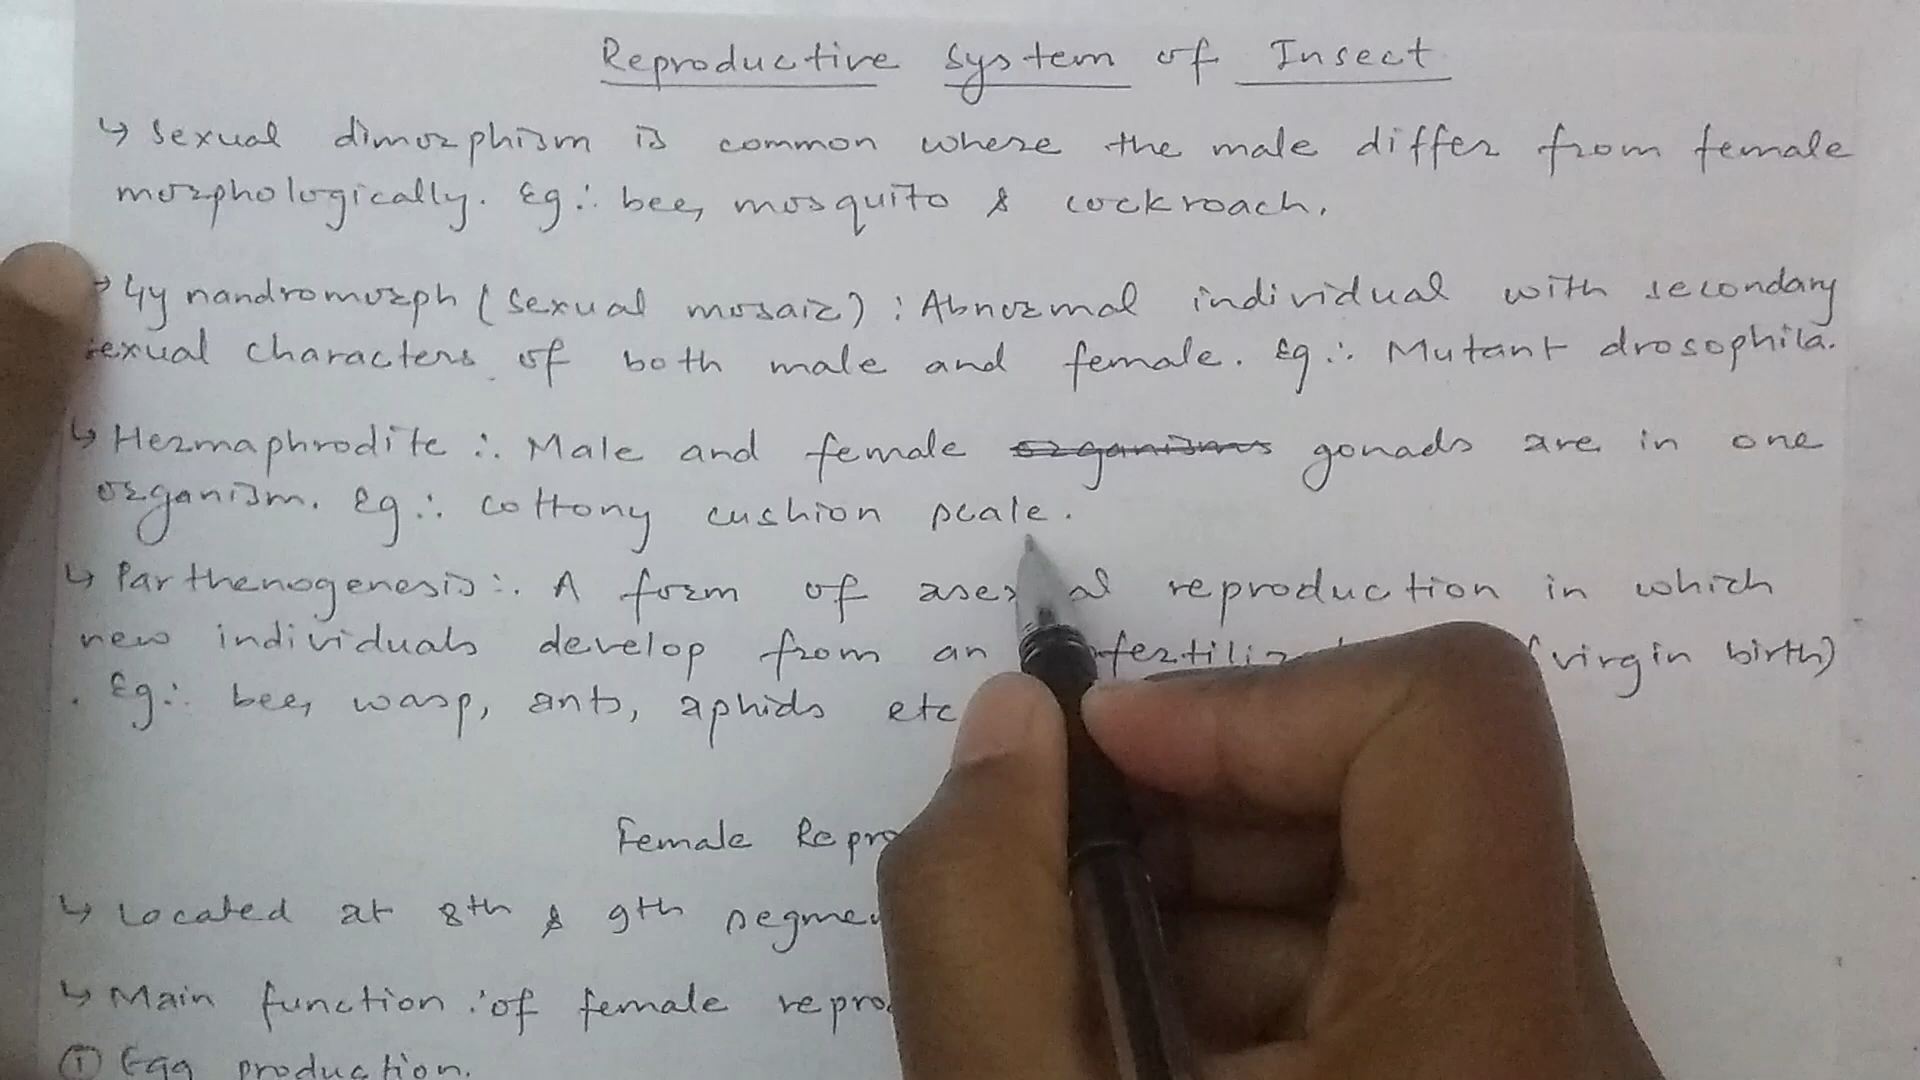 Reproductive System of Insect
↳ Sexual dimorphism is common where the male differ from female
morphologically. Eg:. bee, mosquito & cockroach.
→ Gynandromorph (Sexual mosaic) : Abnormal individual with secondary
sexual characters of both male and female. Eg:. Mutant drosophila.
↳ Hermaphrodite :. Male and female organisms gonads are in one
organism. Eg:. cottony cushion scale.
↳ Parthenogenesis:. A form of asexual reproduction in which
new individuals develop from an (virgin birth)
. Eg:. bee, wasp, ants, aphids etc
Female
↳ Located at 8th & 9th
↳ Main function :of female
① Egg production.